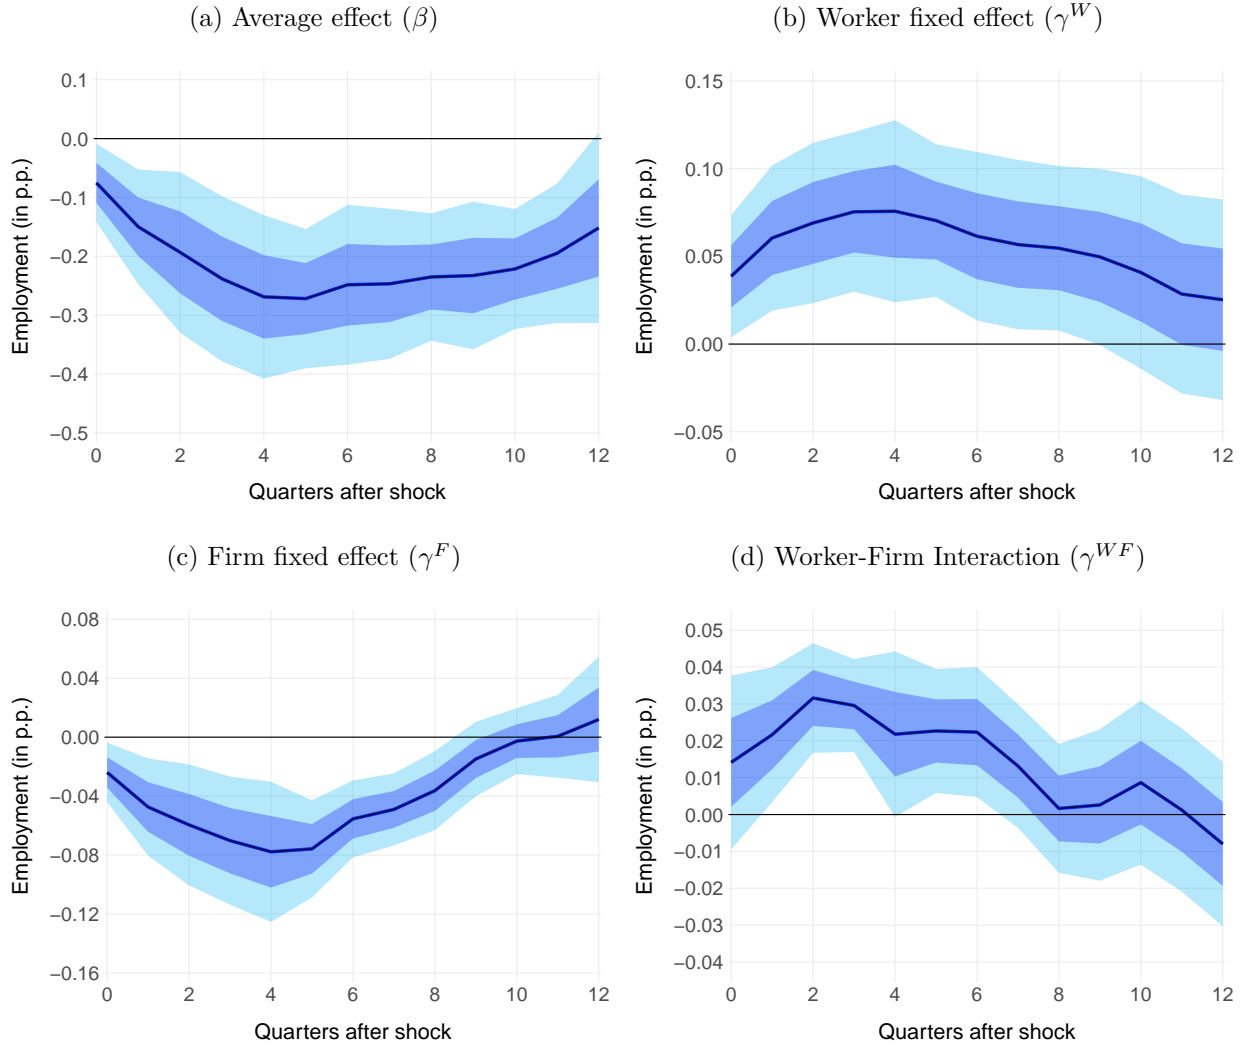 (a) Average effect (β)
0.1
0.0
−0.1
−0.2
−0.3
−0.4
−0.5
Employment (in p.p.)
0 2 4 6 8 10 12
Quarters after shock
(b) Worker fixed effect (γ^W)
0.15
0.10
0.05
0.00
−0.05
Employment (in p.p.)
0 2 4 6 8 10 12
Quarters after shock
(c) Firm fixed effect (γ^F)
0.08
0.04
0.00
−0.04
−0.08
−0.12
−0.16
Employment (in p.p.)
0 2 4 6 8 10 12
Quarters after shock
(d) Worker-Firm Interaction (γ^WF)
0.05
0.04
0.03
0.02
0.01
0.00
−0.01
−0.02
−0.03
−0.04
Employment (in p.p.)
0 2 4 6 8 10 12
Quarters after shock